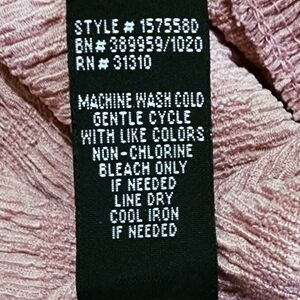 STYLE # 157558D
BN# 389959/1020
RN# 31310
MACHINE WASH COLD
GENTLE CYCLE
WITH LIKE COLORS
NON-CHLORINE
BLEACH ONLY
IF NEEDED
LINE DRY
COOL IRON
IF NEEDED